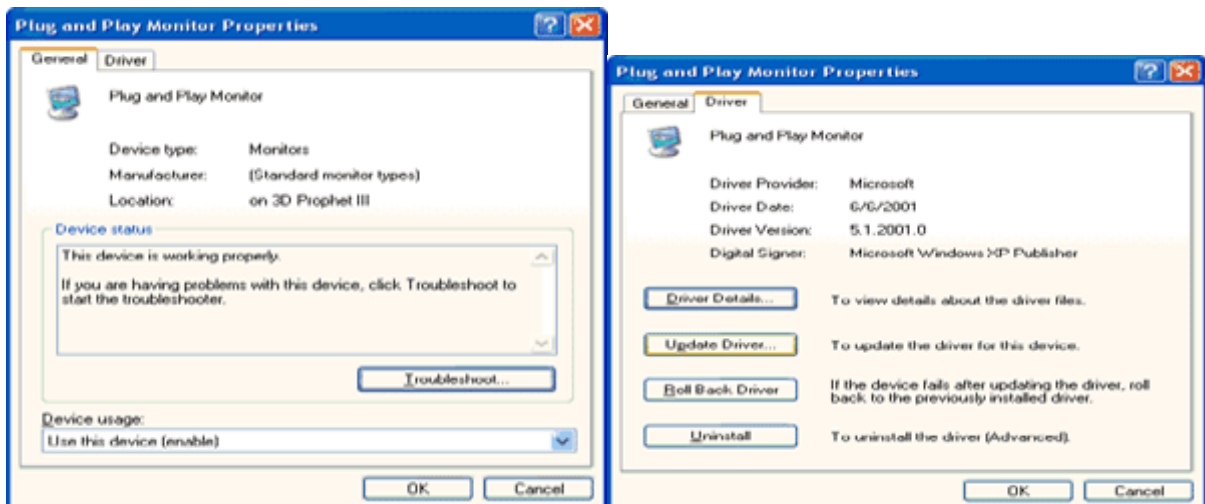 Plug and Play Monitor Properties
General Driver
Plug and Play Monitor
Device type: Monitors
Manufacturer: (Standard monitor types)
Location: on 3D Prophet III
Device status
This device is working properly.
If you are having problems with this device, click Troubleshoot to
start the troubleshooter.
Troubleshoot...
Device usage:
Use this device (enable)
OK Cancel
Plug and Play Monitor Properties
General Driver
Plug and Play Monitor
Driver Provider: Microsoft
Driver Date: 6/6/2001
Driver Version: 5.1.2001.0
Digital Signer: Microsoft Windows XP Publisher
Driver Details... To view details about the driver files.
Update Driver... To update the driver for this device.
Roll Back Driver If the device fails after updating the driver, roll
back to the previously installed driver.
Uninstall To uninstall the driver (Advanced).
OK Cancel